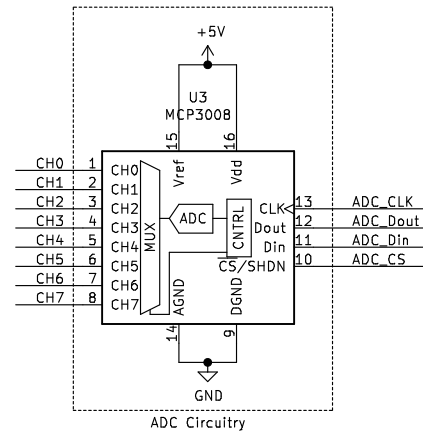 +5V
U3
MCP3008
15
16
Vref
Vdd
CH0 1 CH0
CH1 2 CH1
CH2 3 CH2
CH3 4 CH3
CH4 5 CH4
CH5 6 CH5
CH6 7 CH6
CH7 8 CH7
MUX
ADC
CNTRL
CLK 13 ADC_CLK
Dout 12 ADC_Dout
Din 11 ADC_Din
CS/SHDN 10 ADC_CS
AGND
DGND
14
9
GND
ADC Circuitry